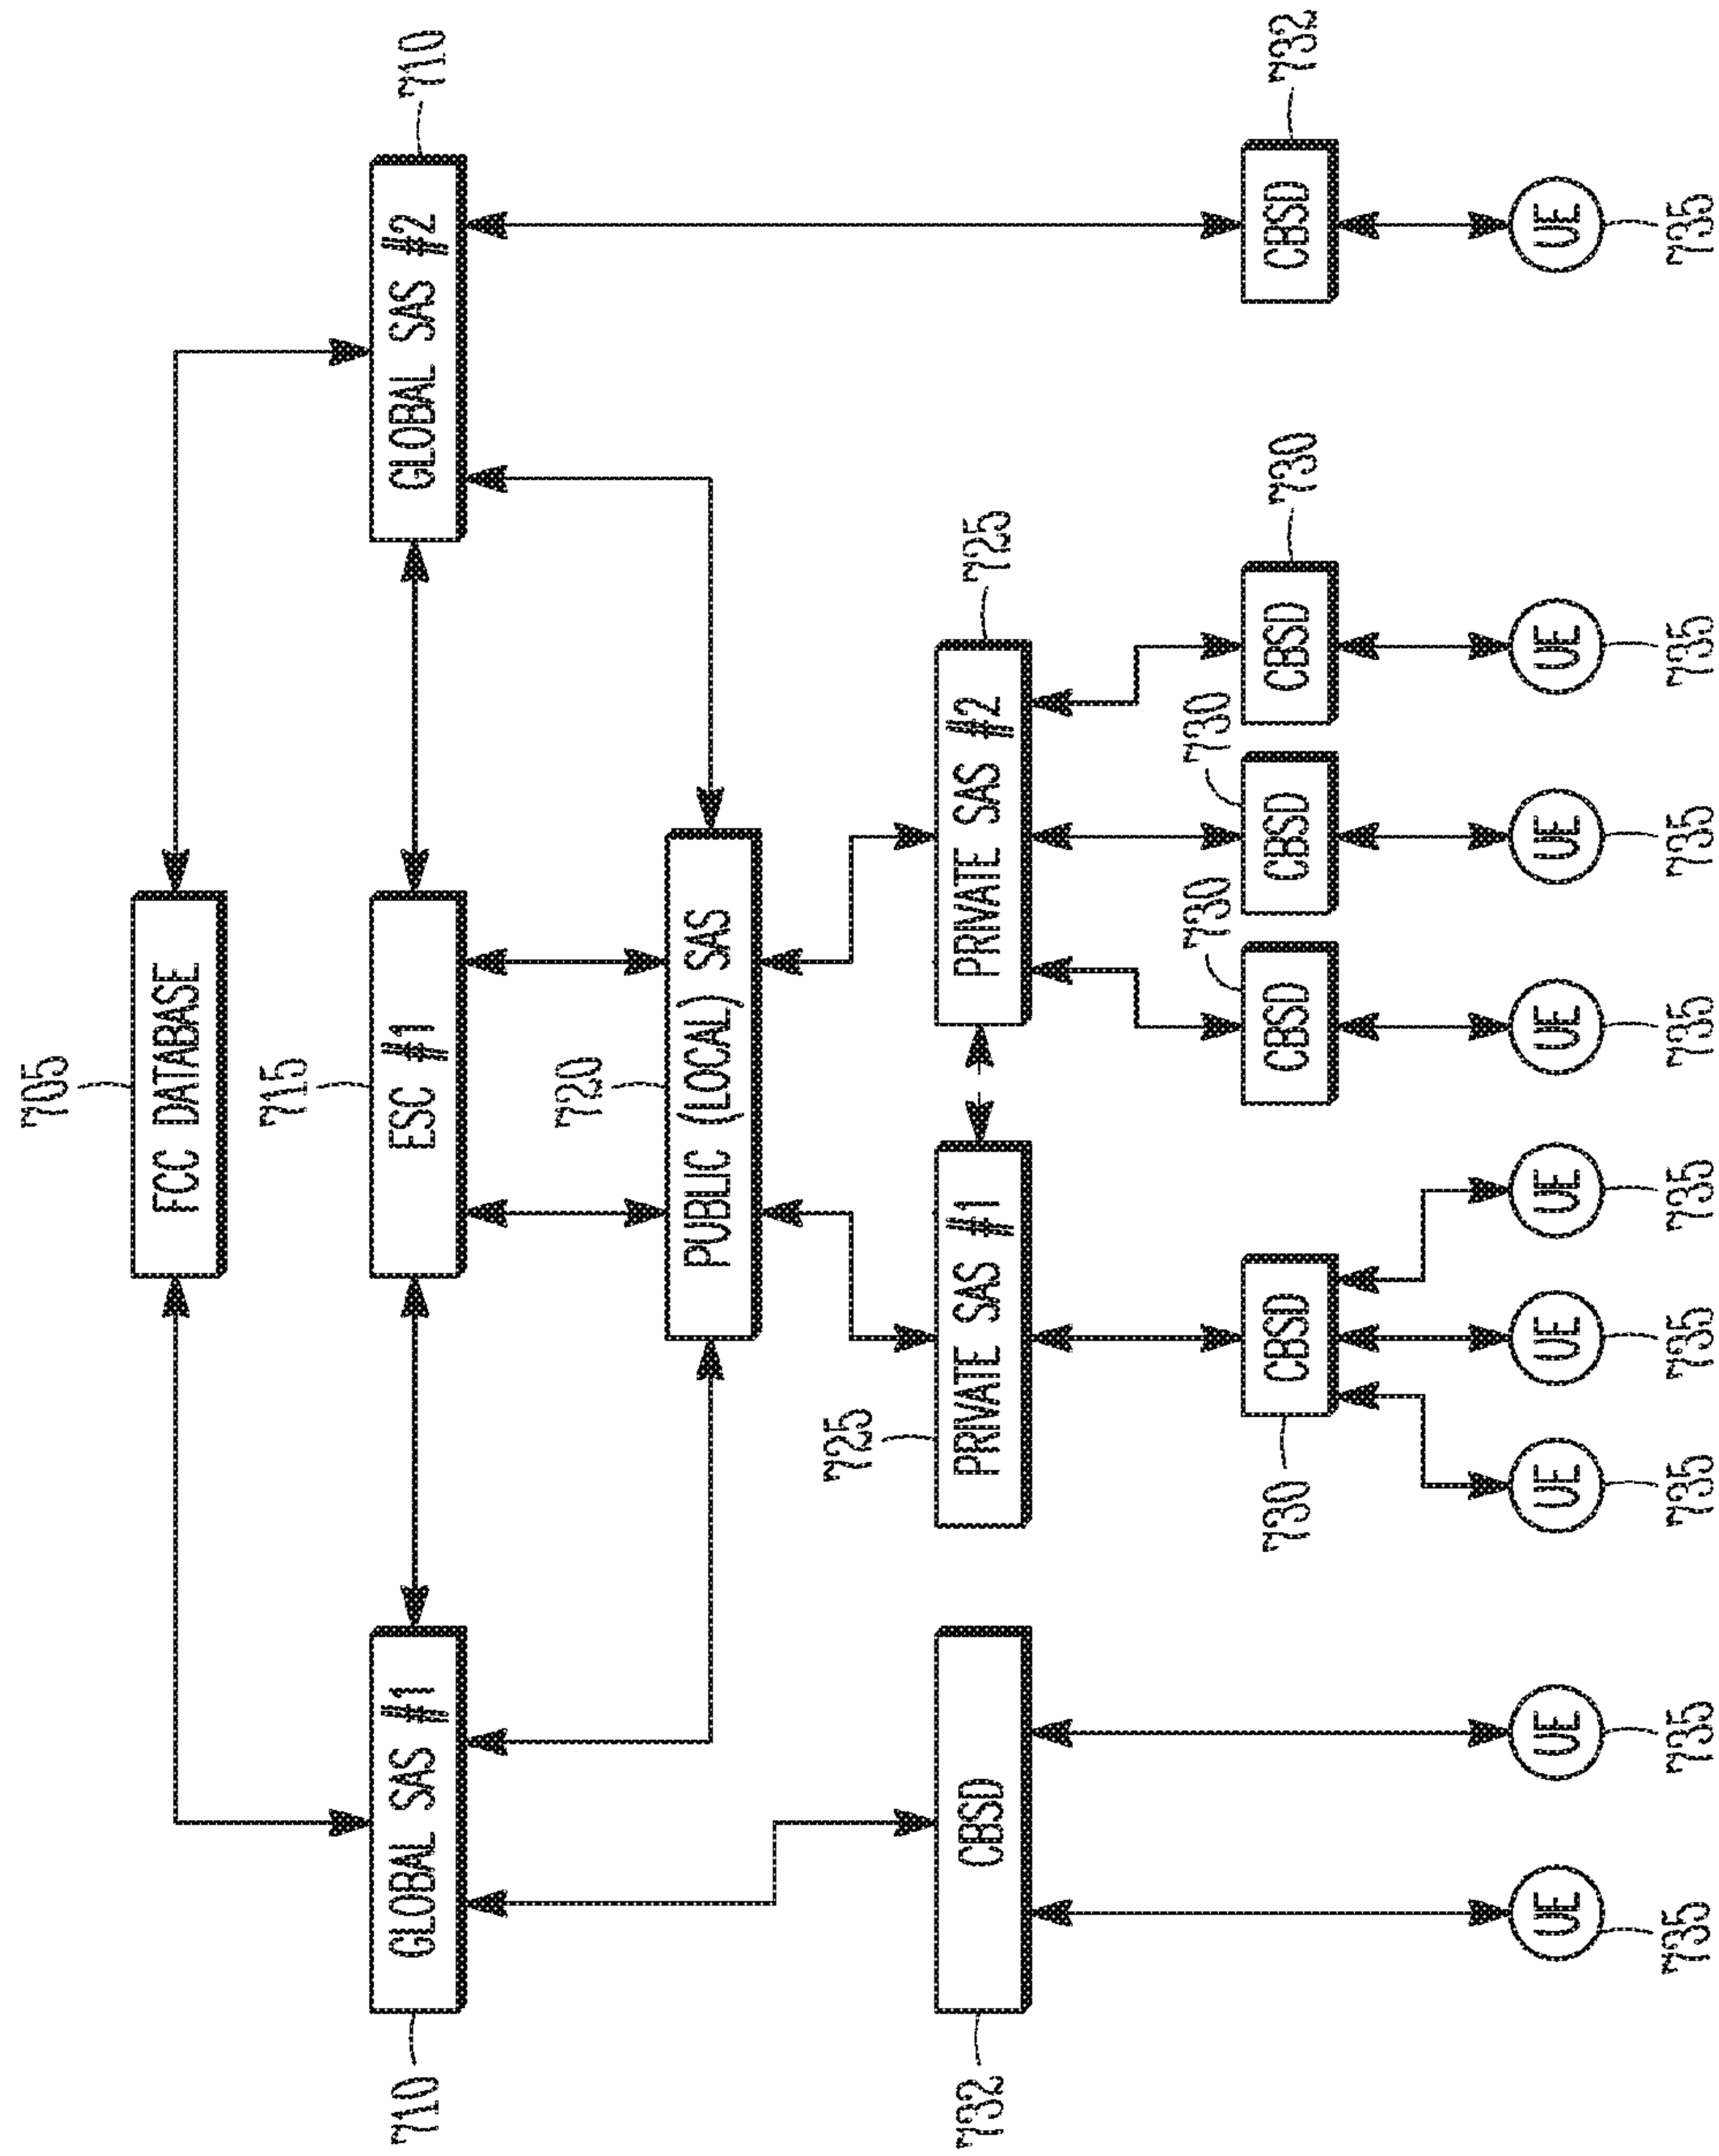 705
FCC DATABASE
710
GLOBAL SAS #1
715
ESC #1
GLOBAL SAS #2
710
720
PUBLIC (LOCAL) SAS
732
CBSD
725
PRIVATE SAS #1
PRIVATE SAS #2
725
730
CBSD
730
CBSD
730
CBSD
CBSD
730
CBSD
732
UE
UE
UE
UE
UE
UE
UE
UE
UE
735
735
735
735
735
735
735
735
735